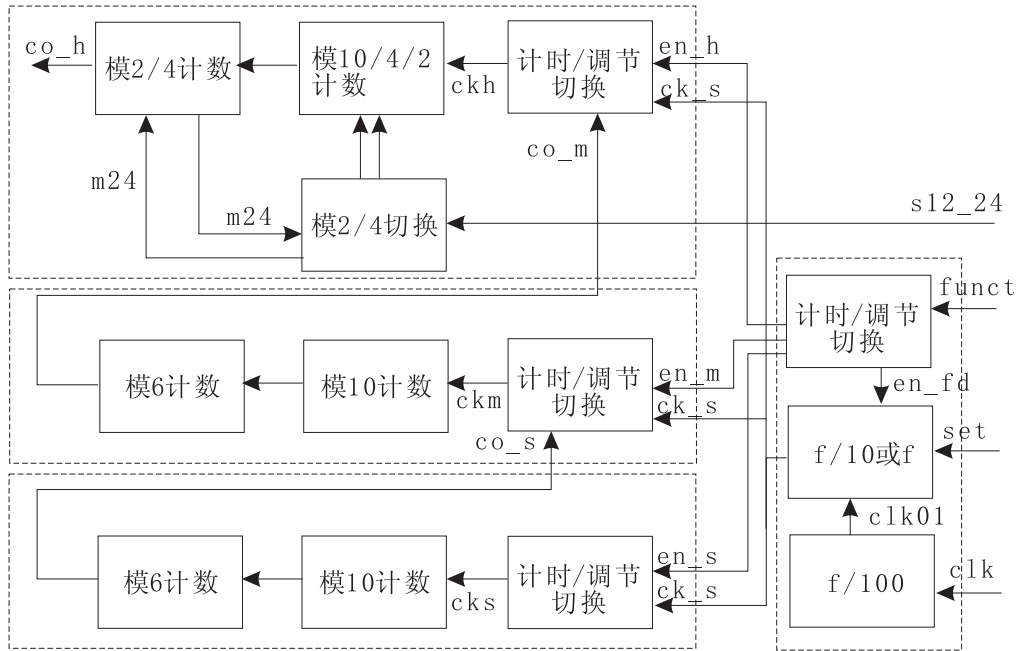 co_h
模2/4计数
模10/4/2
计数
ckh
计时/调节
切换
en_h
ck_s
co_m
m24
m24
模2/4切换
s12_24
计时/调节
切换
funct
模6计数
模10计数
ckm
计时/调节
切换
en_m
ck_s
en_fd
co_s
f/10或f
set
clk01
模6计数
模10计数
cks
计时/调节
切换
en_s
ck_s
f/100
clk